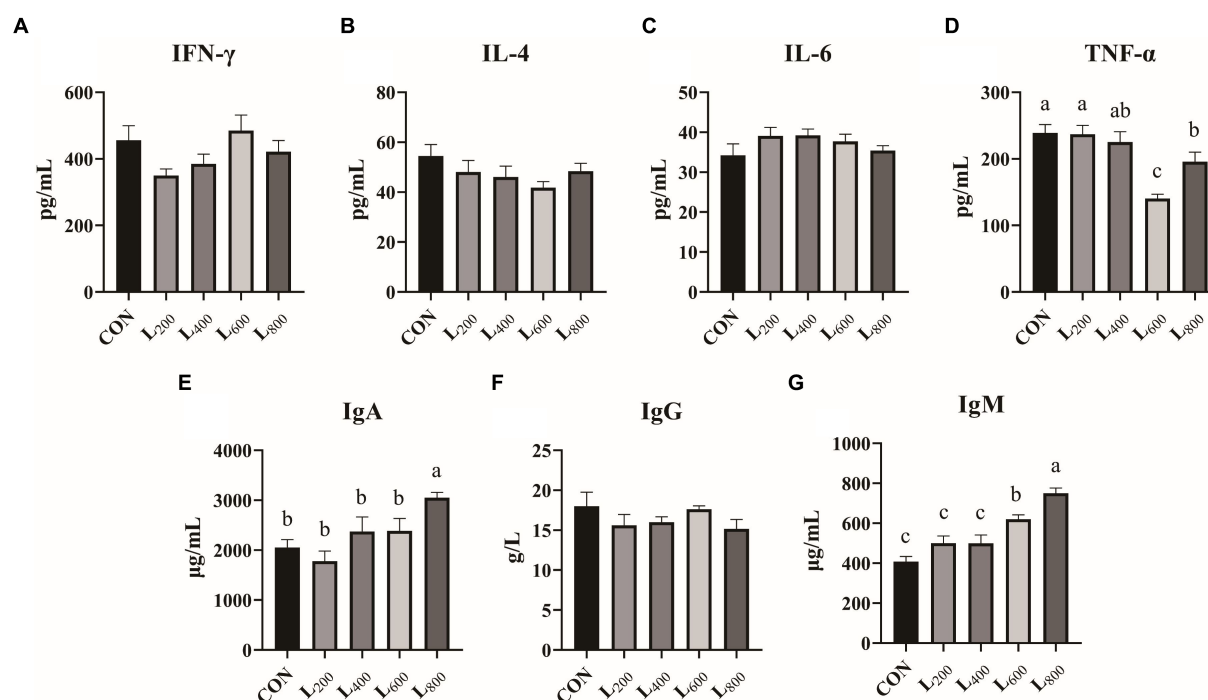 A
IFN-γ
600
400
200
0
pg/mL
CON
L200
L400
L600
L800
B
IL-4
80
60
40
20
0
pg/mL
CON
L200
L400
L600
L800
C
IL-6
50
40
30
20
10
0
pg/mL
CON
L200
L400
L600
L800
D
TNF-α
300
200
100
0
pg/mL
a
a
ab
c
b
CON
L200
L400
L600
L800
E
IgA
4000
3000
2000
1000
0
μg/mL
b
b
b
b
a
CON
L200
L400
L600
L800
F
IgG
25
20
15
10
5
0
g/L
CON
L200
L400
L600
L800
G
IgM
1000
800
600
400
200
0
μg/mL
c
c
c
b
a
CON
L200
L400
L600
L800